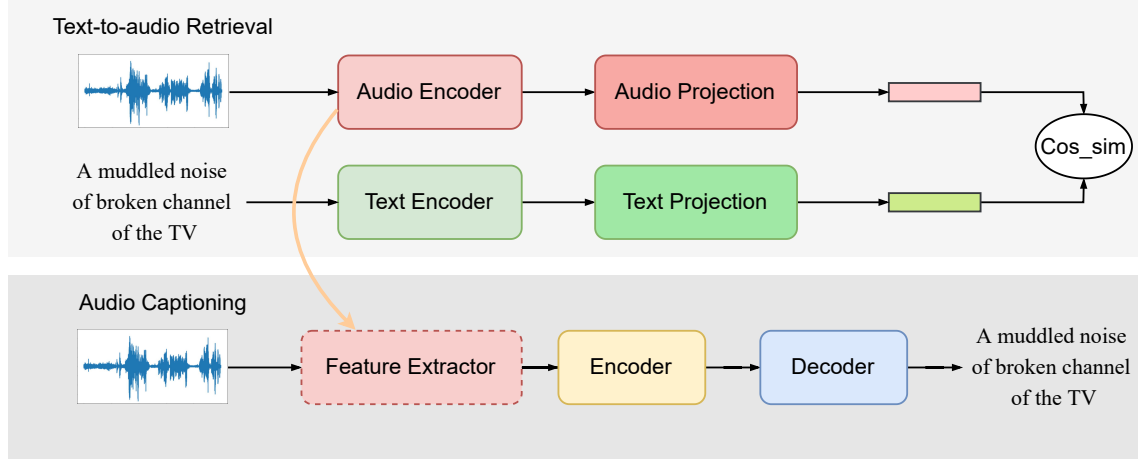 Text-to-audio Retrieval
Audio Encoder
Audio Projection
Cos_sim
A muddled noise
of broken channel
of the TV
Text Encoder
Text Projection
Audio Captioning
Feature Extractor
Encoder
Decoder
A muddled noise
of broken channel
of the TV